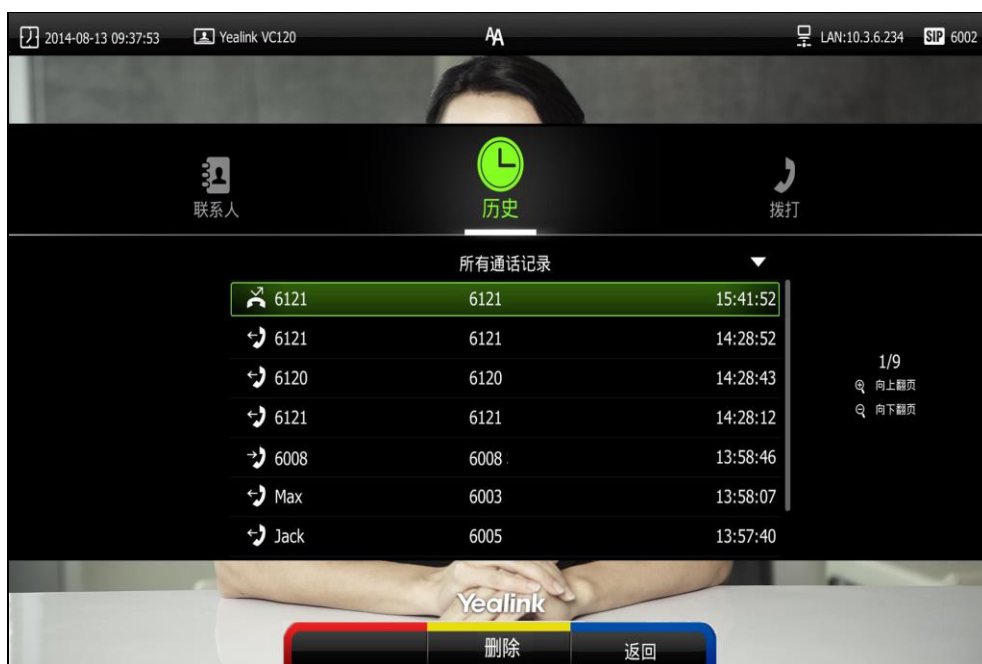 2014-08-13 09:37:53 Yealink VC120 AA LAN:10.3.6.234 SIP 6002
联系人 历史 拨打
所有通话记录
6121 6121 15:41:52
6121 6121 14:28:52
6120 6120 14:28:43
6121 6121 14:28:12
6008 6008 13:58:46
Max 6003 13:58:07
Jack 6005 13:57:40
1/9
向上翻页
向下翻页
Yealink
删除 返回